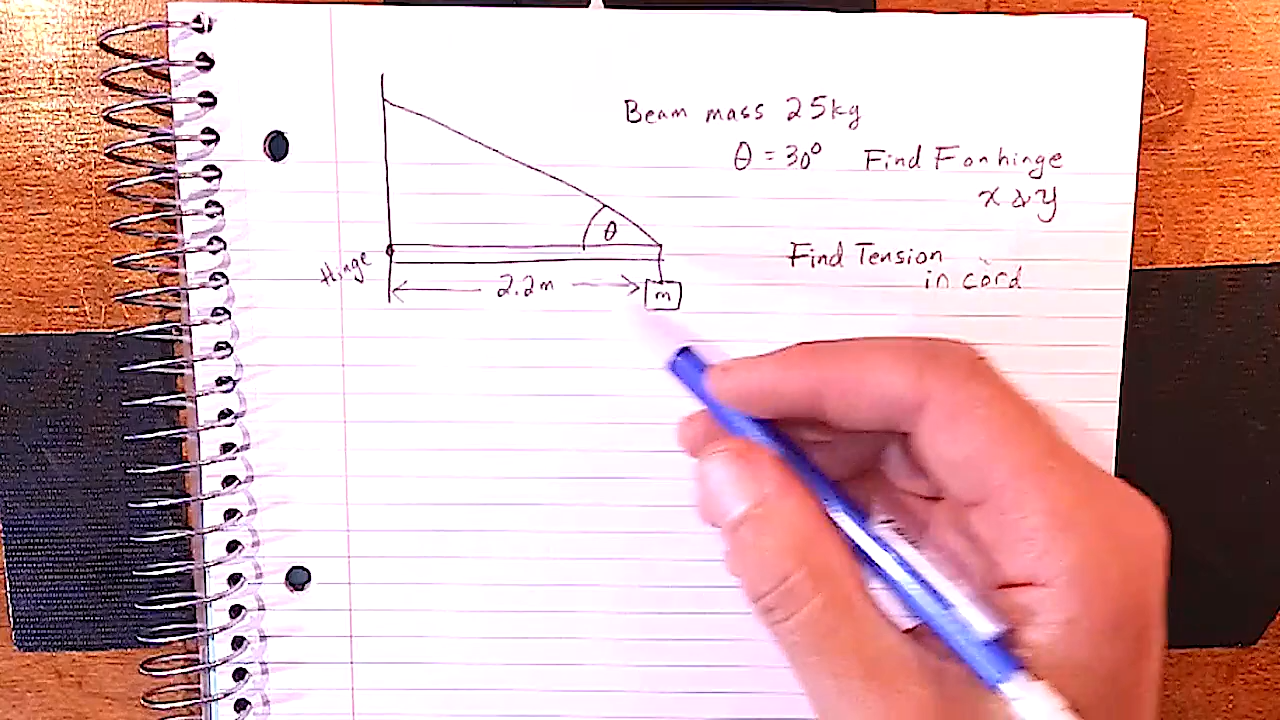 Beam mass 25kg
θ = 30° Find F on hinge
x & y
θ
Hinge
Find Tension
in cord
2.2m
m